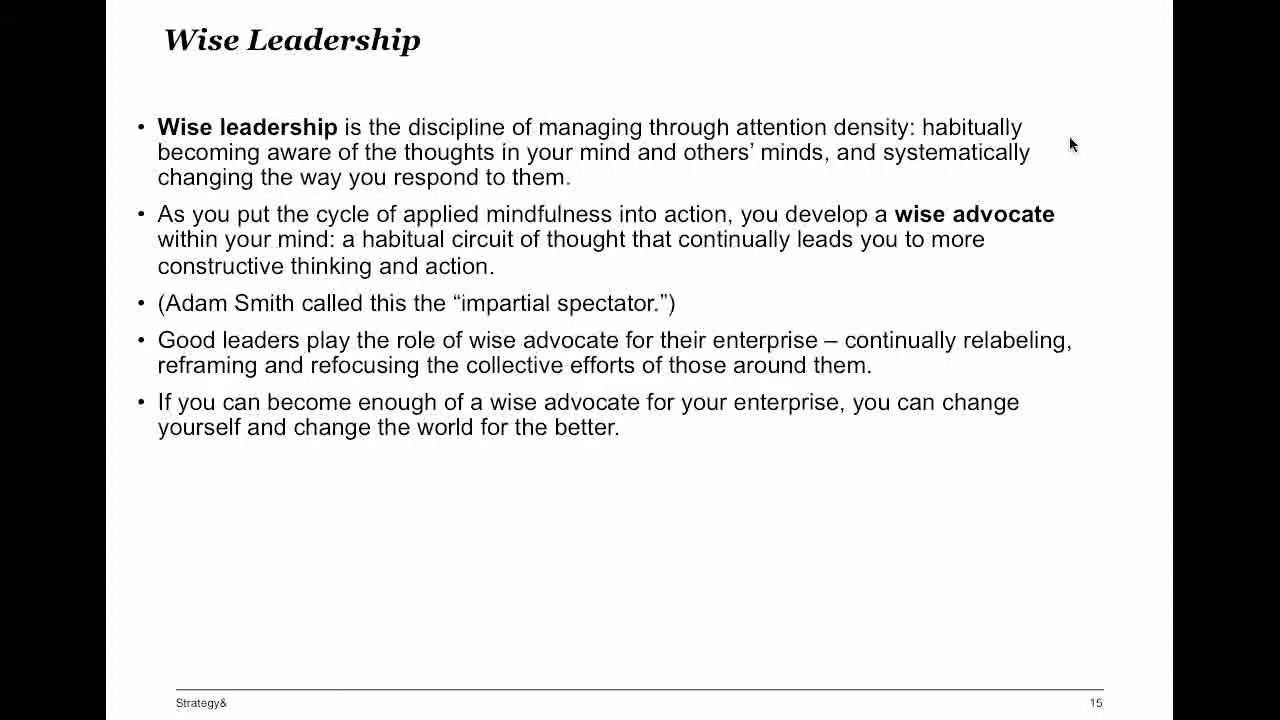 Wise Leadership
• Wise leadership is the discipline of managing through attention density: habitually
becoming aware of the thoughts in your mind and others’ minds, and systematically
changing the way you respond to them.
• As you put the cycle of applied mindfulness into action, you develop a wise advocate
within your mind: a habitual circuit of thought that continually leads you to more
constructive thinking and action.
• (Adam Smith called this the “impartial spectator.”)
• Good leaders play the role of wise advocate for their enterprise – continually relabeling,
reframing and refocusing the collective efforts of those around them.
• If you can become enough of a wise advocate for your enterprise, you can change
yourself and change the world for the better.
Strategy& 15